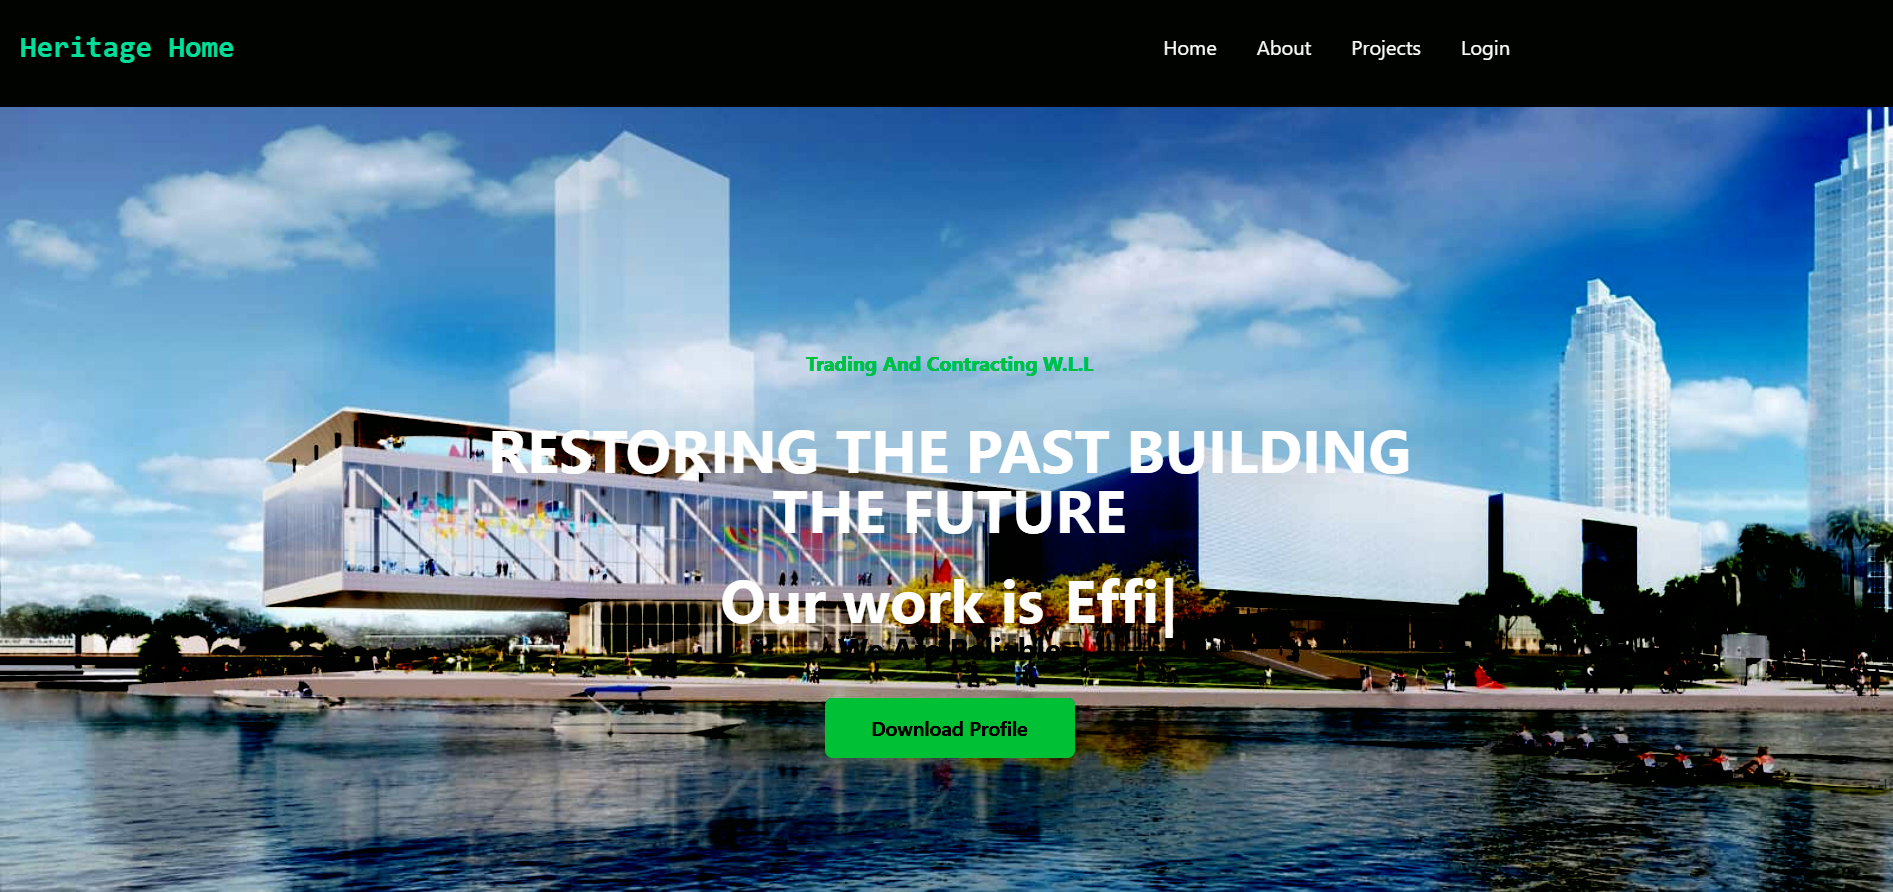 Heritage Home
Home About Projects Login
Trading And Contracting W.L.L
RESTORING THE PAST BUILDING
THE FUTURE
Our work is Effi|
We Are Reliable
Download Profile